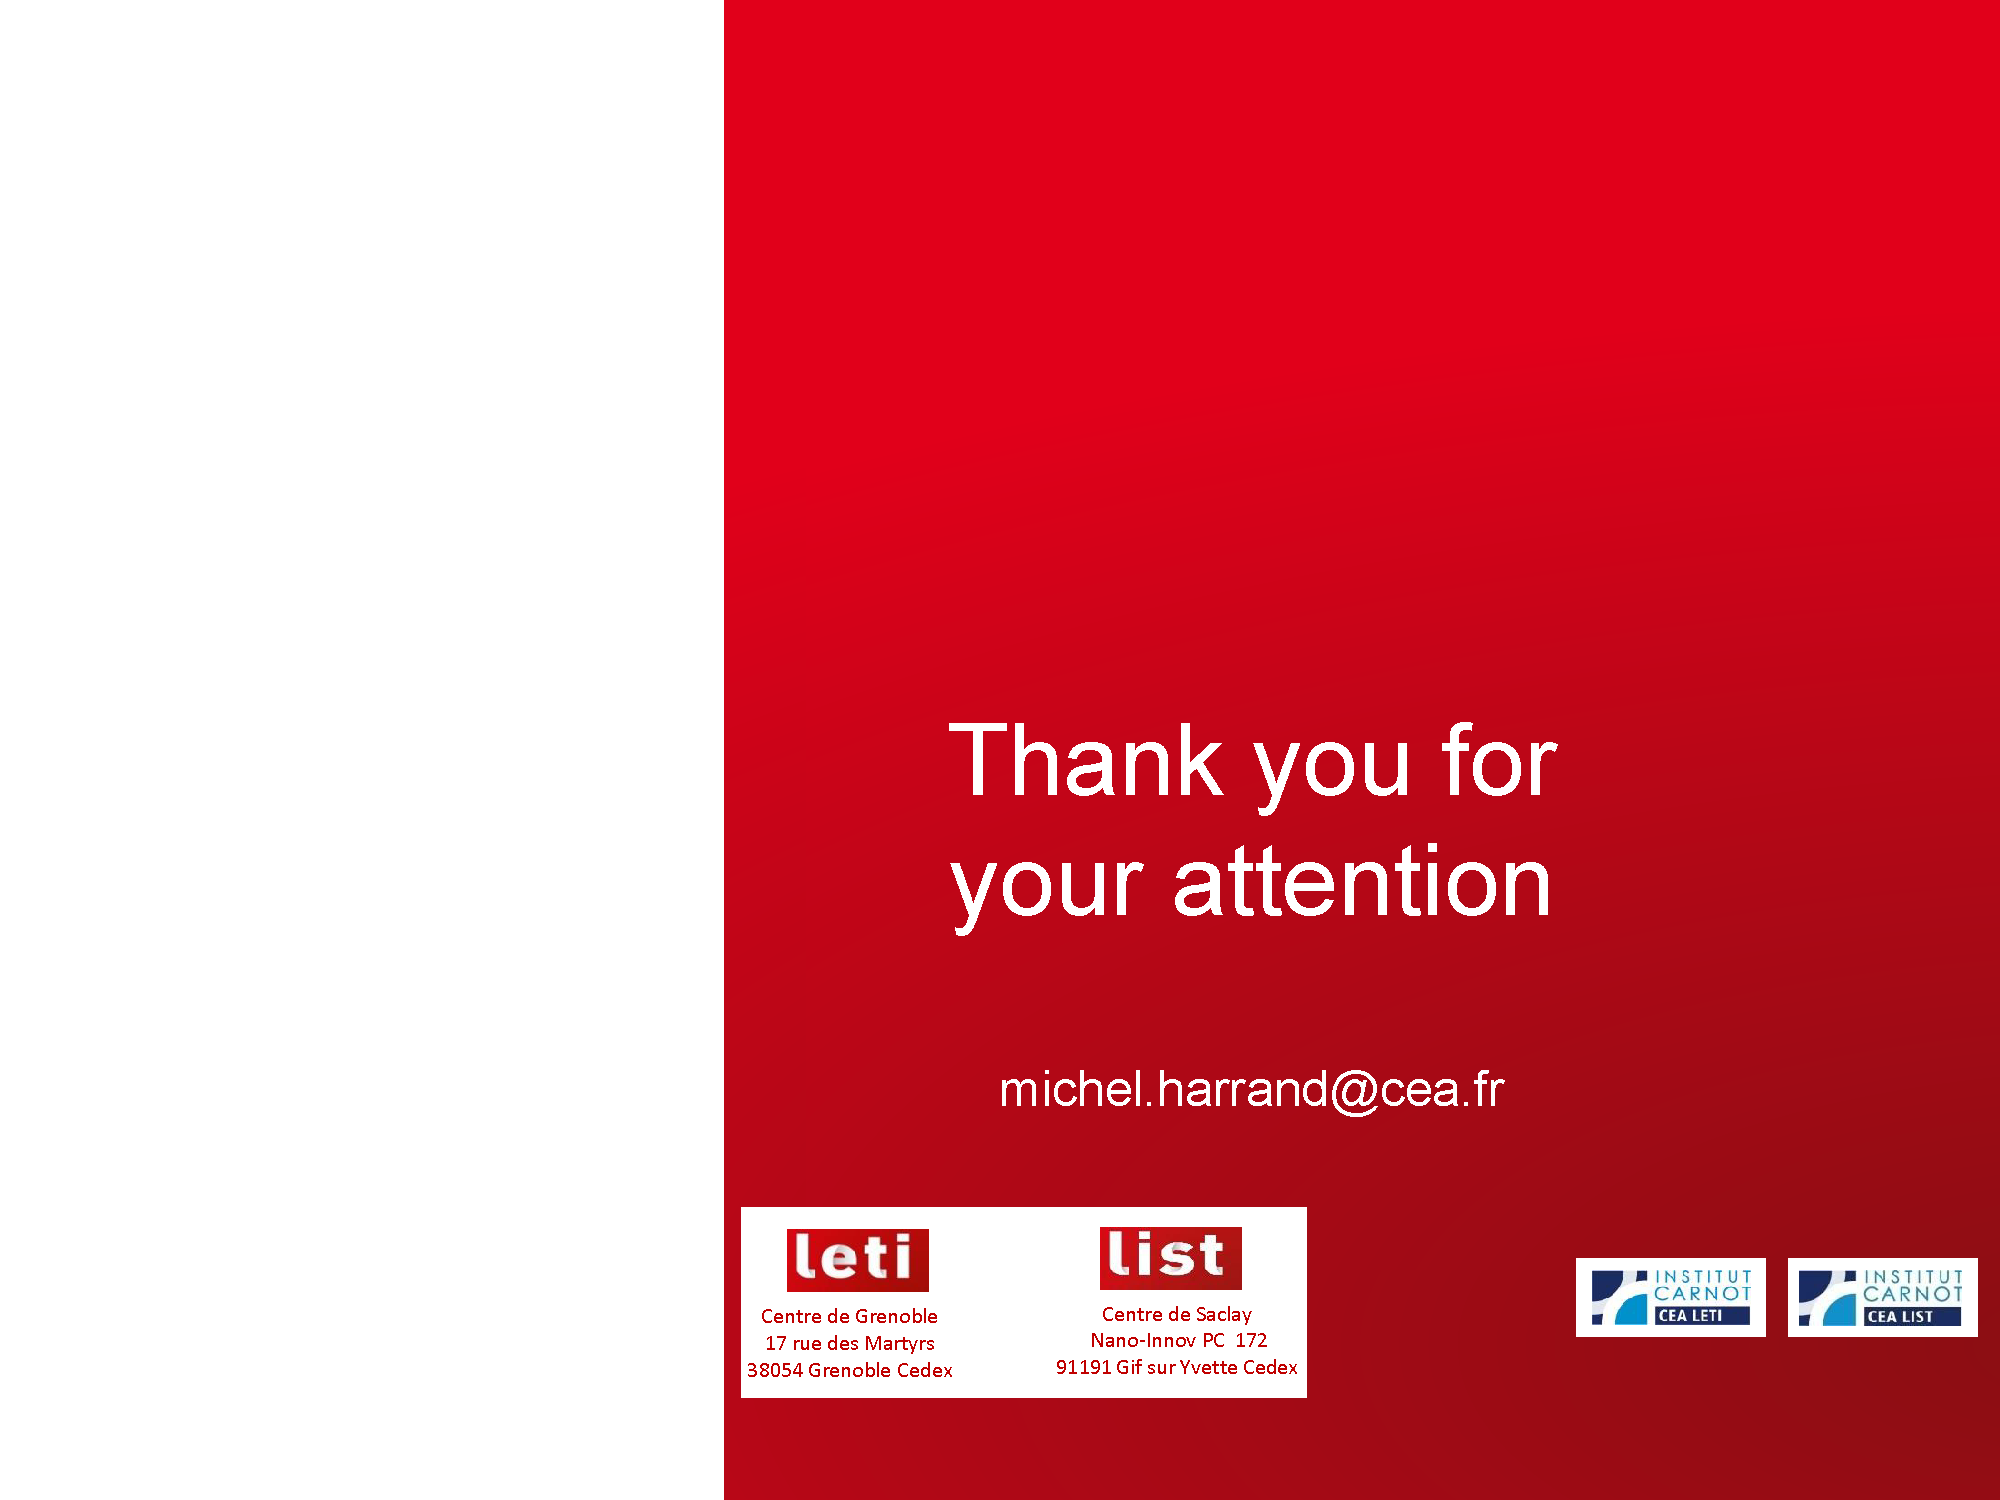 Thank you for
your attention
michel.harrand@cea.fr
leti
Centre de Grenoble
17 rue des Martyrs
38054 Grenoble Cedex
list
Centre de Saclay
Nano-Innov PC 172
91191 Gif sur Yvette Cedex
INSTITUT
CARNOT
CEA LETI
INSTITUT
CARNOT
CEA LIST